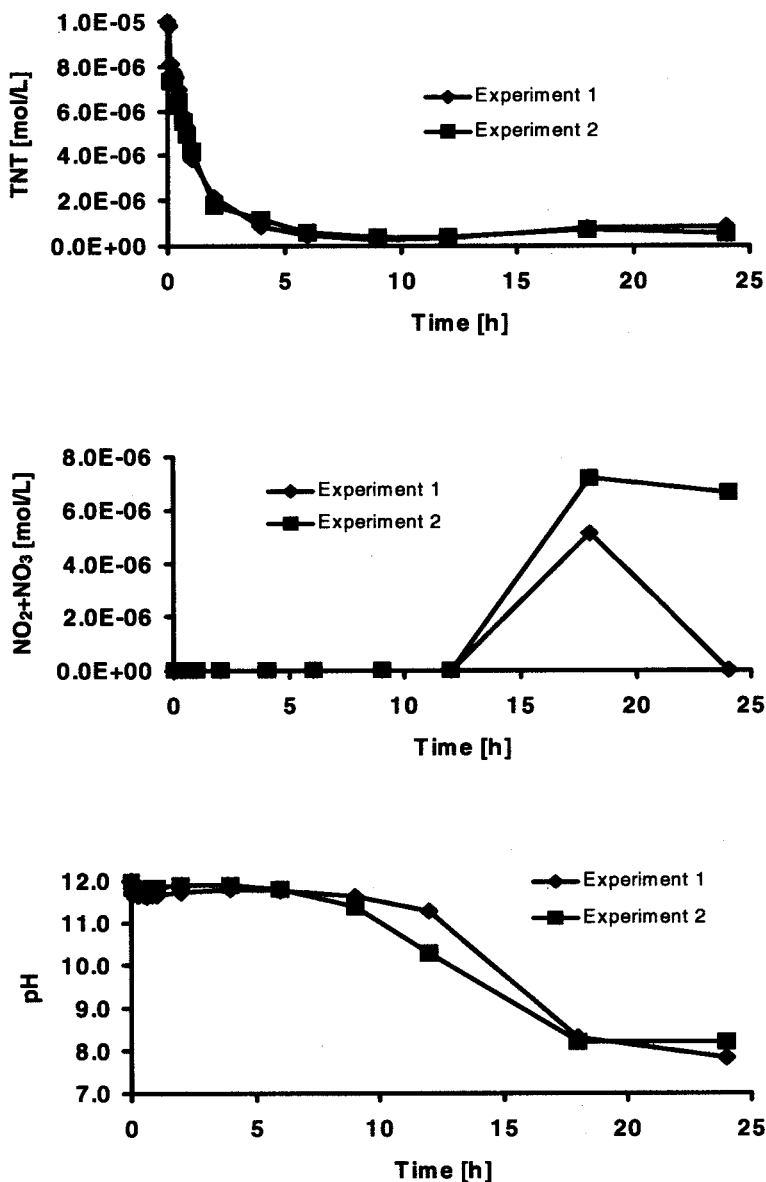 TNT [mol/L]
1.0E-05
8.0E-06
6.0E-06
4.0E-06
2.0E-06
0.0E+00
Experiment 1
Experiment 2
0 5 10 15 20 25
Time [h]
NO2+NO3 [mol/L]
8.0E-06
6.0E-06
4.0E-06
2.0E-06
0.0E+00
Experiment 1
Experiment 2
0 5 10 15 20 25
Time [h]
pH
12.0
11.0
10.0
9.0
8.0
7.0
Experiment 1
Experiment 2
0 5 10 15 20 25
Time [h]